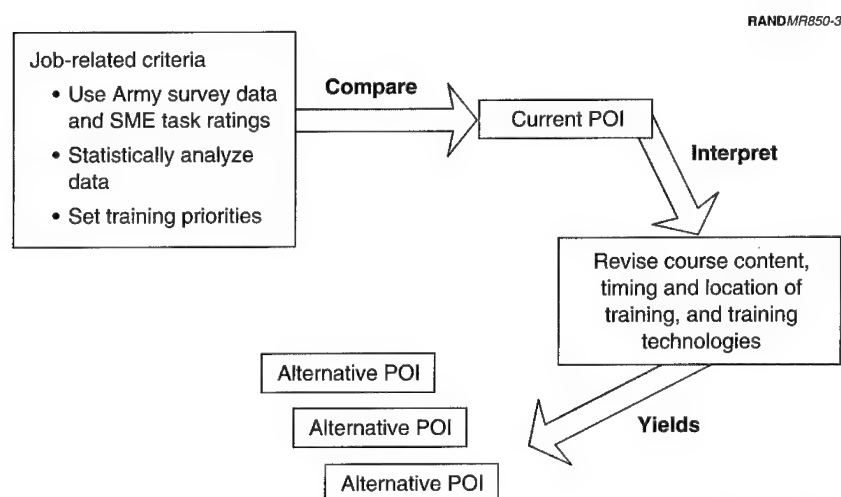 RANDMR850-3
Job-related criteria
• Use Army survey data
and SME task ratings
• Statistically analyze
data
• Set training priorities
Compare
Current POI
Interpret
Revise course content,
timing and location of
training, and training
technologies
Yields
Alternative POI
Alternative POI
Alternative POI